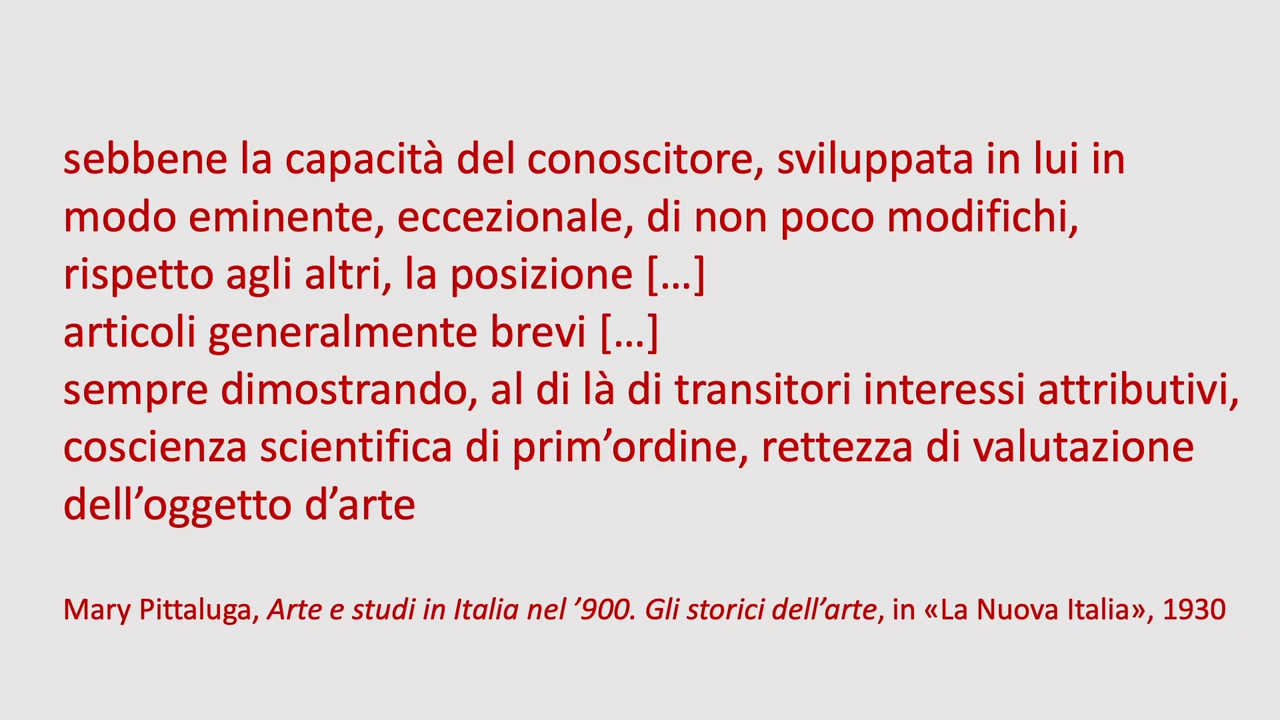 sebbene la capacità del conoscitore, sviluppata in lui in
modo eminente, eccezionale, di non poco modifichi,
rispetto agli altri, la posizione […]
articoli generalmente brevi […]
sempre dimostrando, al di là di transitori interessi attributivi,
coscienza scientifica di prim’ordine, rettezza di valutazione
dell’oggetto d’arte
Mary Pittaluga, Arte e studi in Italia nel ’900. Gli storici dell’arte, in «La Nuova Italia», 1930